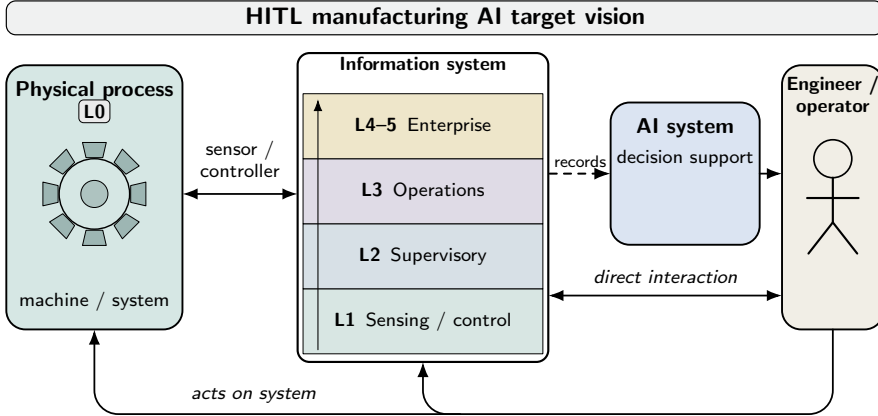 HITL manufacturing AI target vision
Physical process
L0
machine / system
sensor /
controller
Information system
L4–5 Enterprise
L3 Operations
L2 Supervisory
L1 Sensing / control
records
AI system
decision support
Engineer /
operator
direct interaction
acts on system